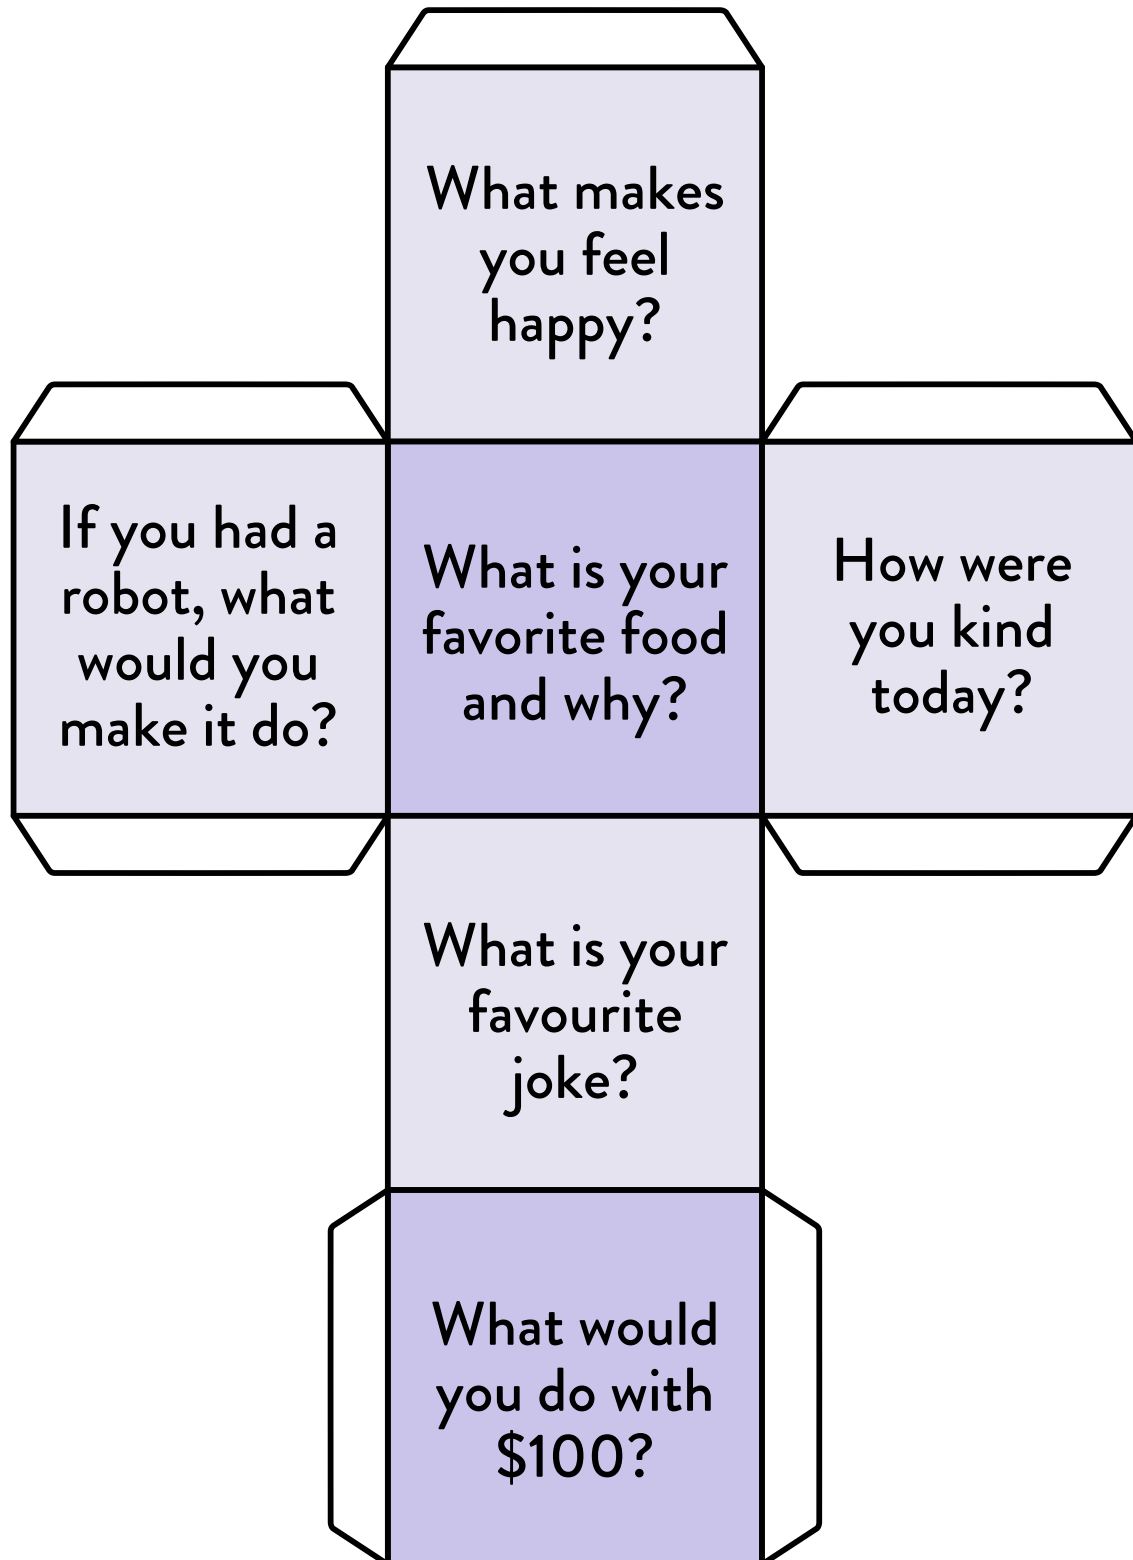 What makes
you feel
happy?
If you had a
robot, what
would you
make it do?
What is your
favorite food
and why?
How were
you kind
today?
What is your
favourite
joke?
What would
you do with
$100?